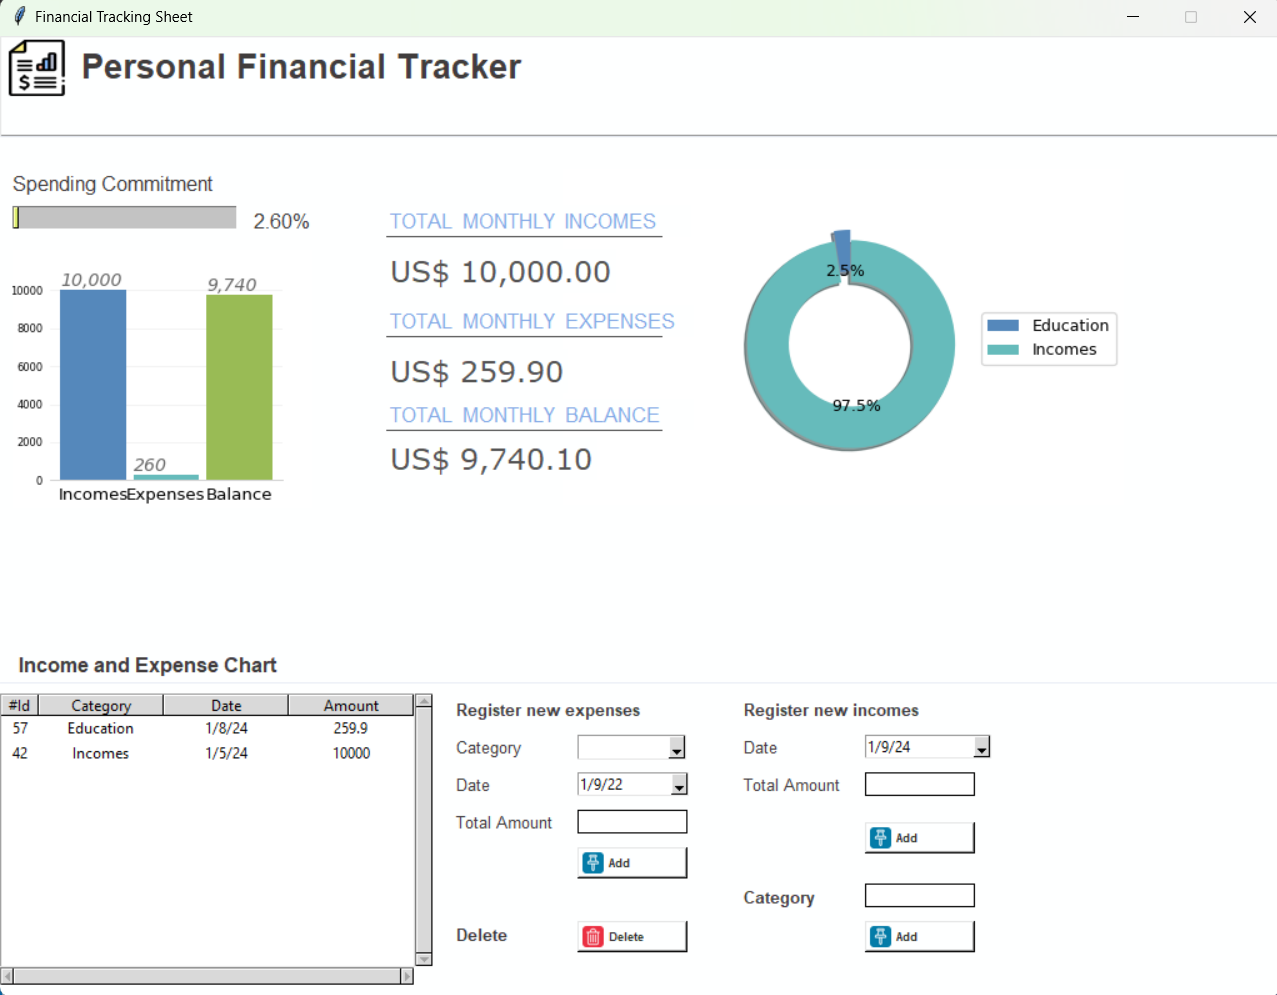 Financial Tracking Sheet
$
Personal Financial Tracker
Spending Commitment
2.60%
10,000
9,740
260
10000
8000
6000
4000
2000
0
Incomes Expenses Balance
TOTAL MONTHLY INCOMES
US$ 10,000.00
TOTAL MONTHLY EXPENSES
US$ 259.90
TOTAL MONTHLY BALANCE
US$ 9,740.10
2.5%
97.5%
Education
Incomes
Income and Expense Chart
#Id Category Date Amount
57 Education 1/8/24 259.9
42 Incomes 1/5/24 10000
Register new expenses
Category
Date 1/9/22
Total Amount
Add
Delete Delete
Register new incomes
Date 1/9/24
Total Amount
Add
Category
Add